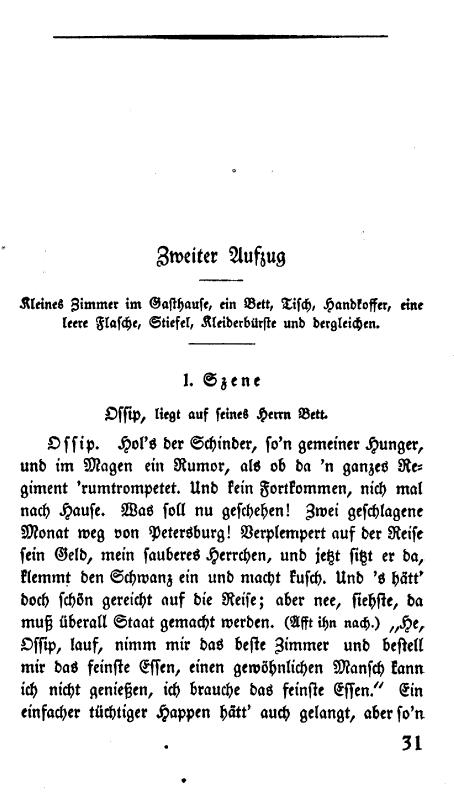 Zweiter Aufzug
Kleines Zimmer im Gasthause, ein Bett, Tisch, Handkoffer, eine
leere Flasche, Stiefel, Kleiderbürste und dergleichen.
1. Szene
Ossip, liegt auf seines Herrn Bett.
Ossip. Hol's der Schinder, so'n gemeiner Hunger,
und im Magen ein Rumor, als ob da 'n ganzes Re-
giment 'rumtrompetet. Und kein Fortkommen, nich mal
nach Hause. Was soll nu geschehen! Zwei geschlagene
Monat weg von Petersburg! Verplempert auf der Reise
sein Geld, mein sauberes Herrchen, und jetzt sitzt er da,
klemmt den Schwanz ein und macht kusch. Und 's hätt'
doch schön gereicht auf die Reise; aber nee, siehste, da
muß überall Staat gemacht werden. (Äfft ihn nach.) „He,
Ossip, lauf, nimm mir das beste Zimmer und bestell
mir das feinste Essen, einen gewöhnlichen Mansch kann
ich nicht genießen, ich brauche das feinste Essen.“ Ein
einfacher tüchtiger Happen hätt' auch gelangt, aber so'n
31